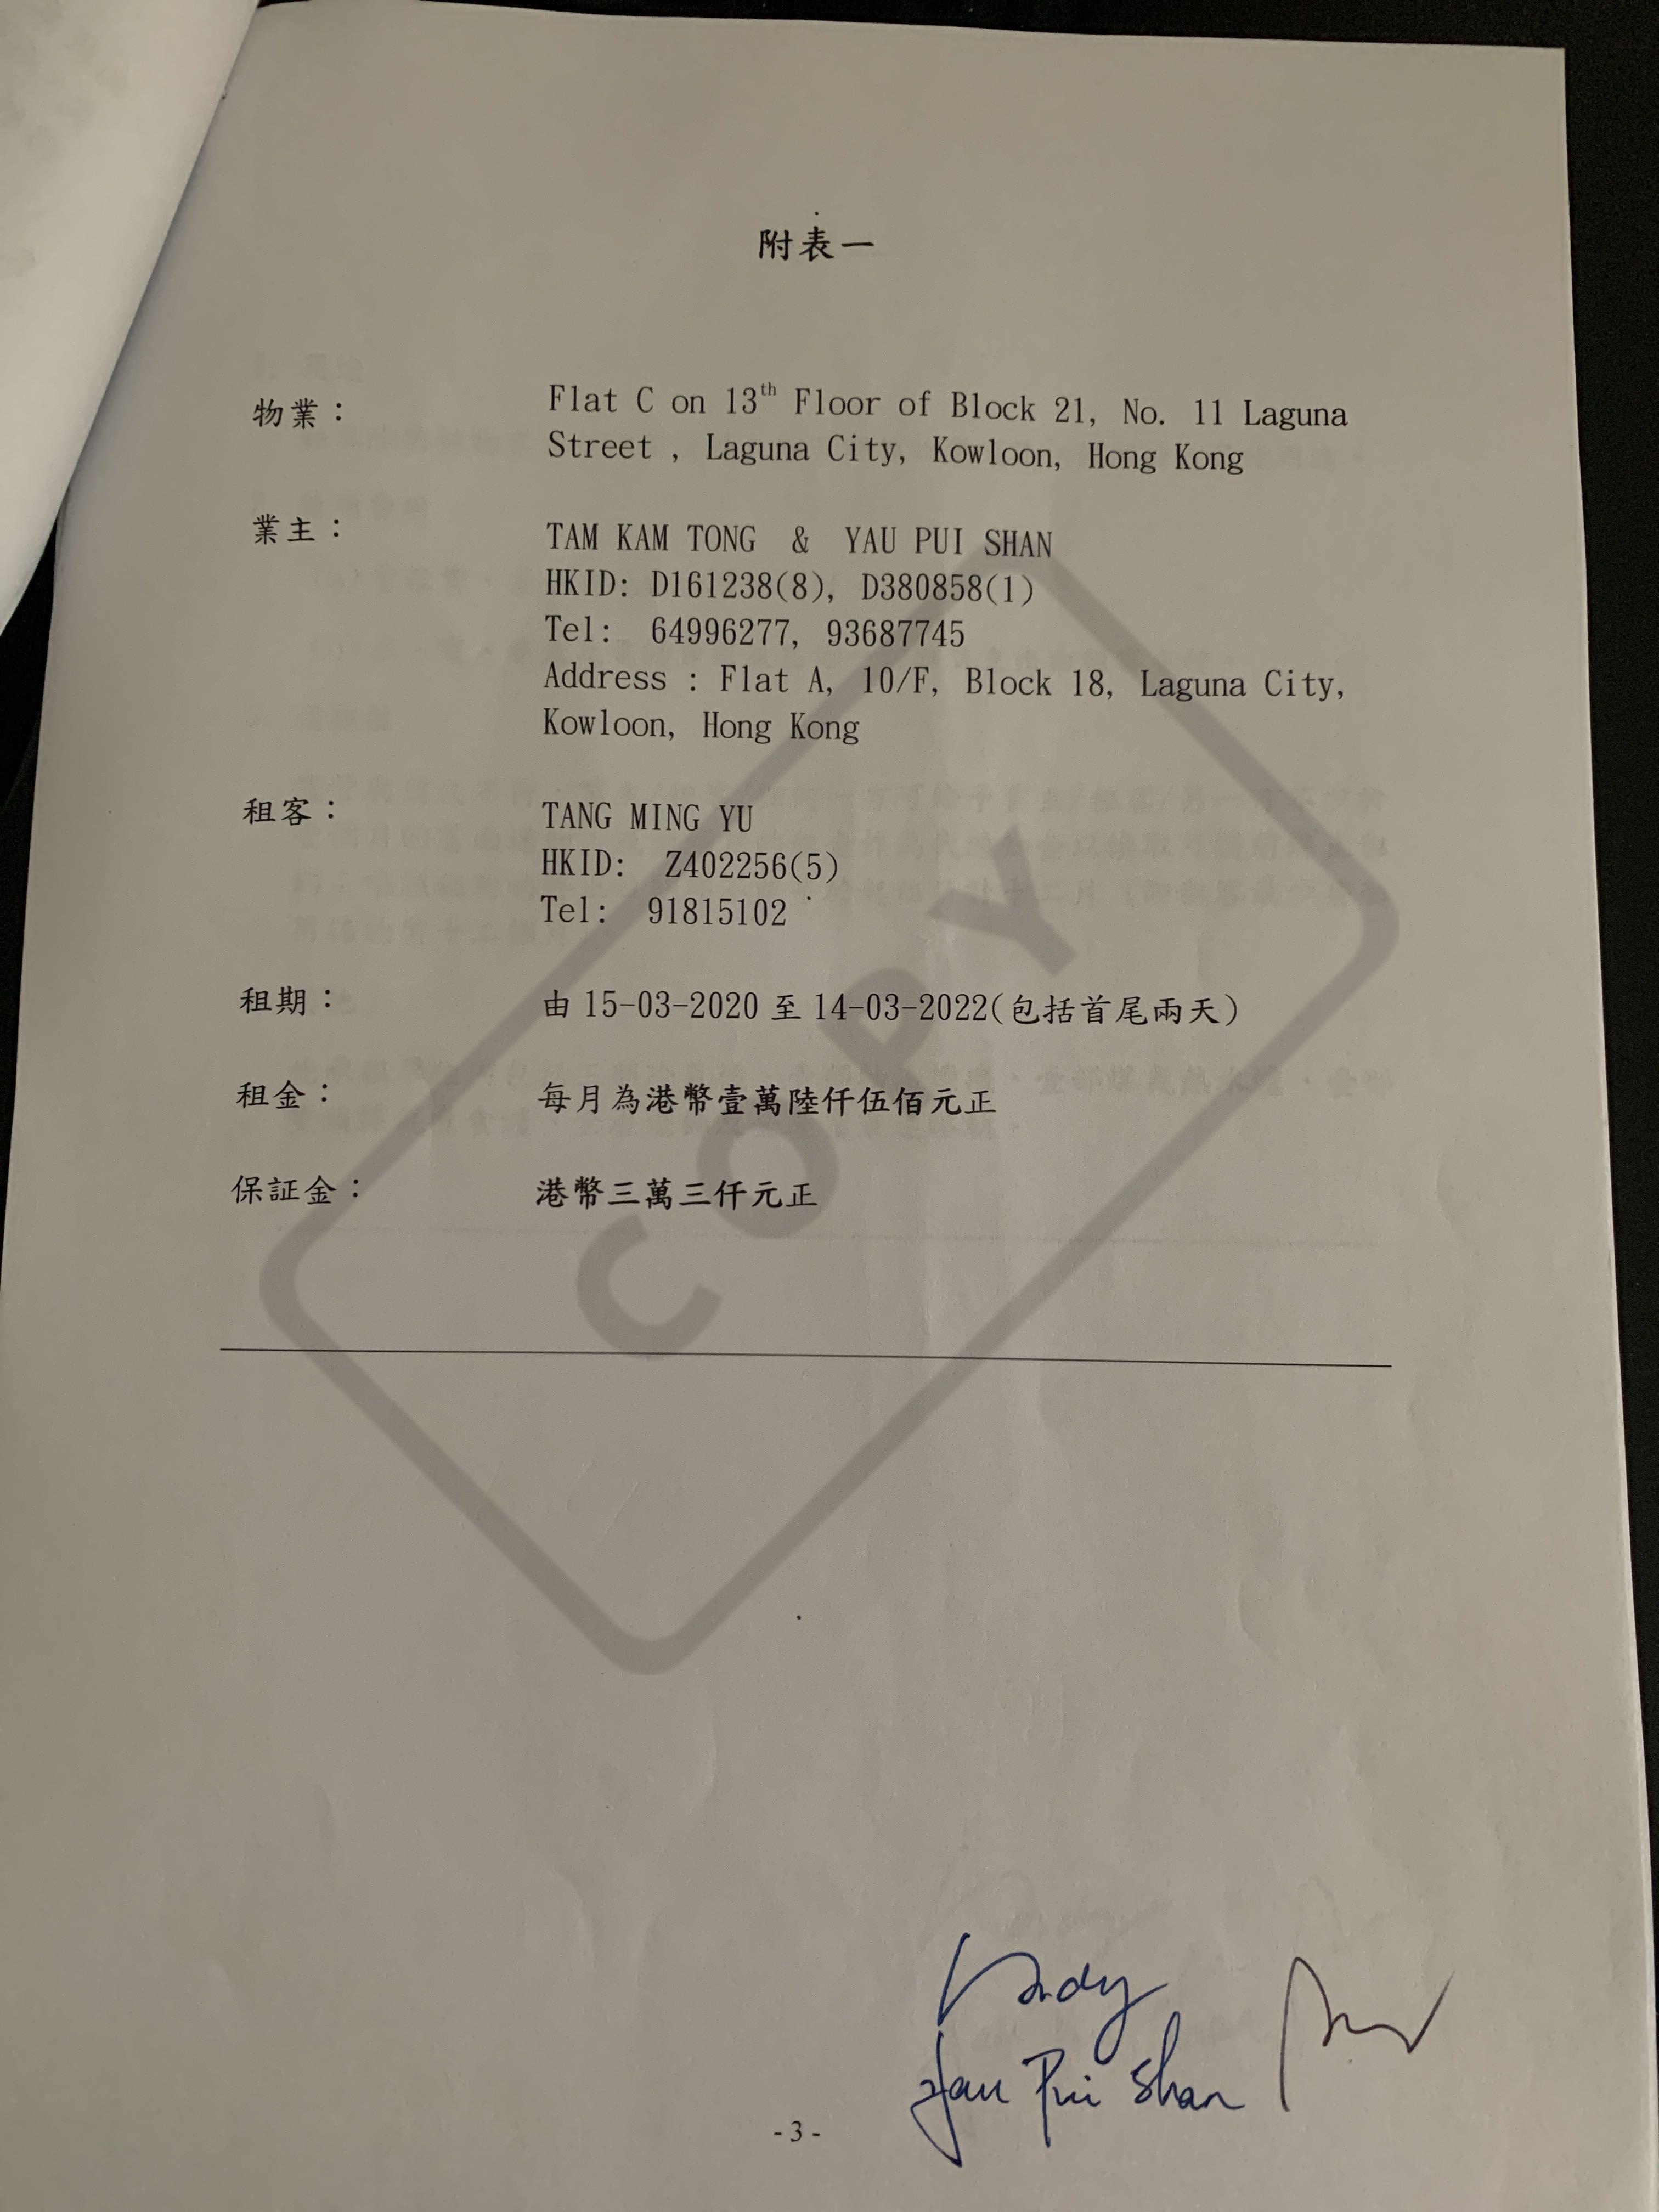 附表一
物業： Flat C on 13th Floor of Block 21, No. 11 Laguna
Street , Laguna City, Kowloon, Hong Kong
業主： TAM KAM TONG & YAU PUI SHAN
HKID: D161238(8), D380858(1)
Tel: 64996277, 93687745
Address : Flat A, 10/F, Block 18, Laguna City,
Kowloon, Hong Kong
租客： TANG MING YU
HKID: Z402256(5)
Tel: 91815102
租期： 由 15-03-2020 至 14-03-2022(包括首尾兩天)
租金： 每月為港幣壹萬陸仟伍佰元正
保証金： 港幣三萬三仟元正
COPY
Yau Pui Shan
- 3 -